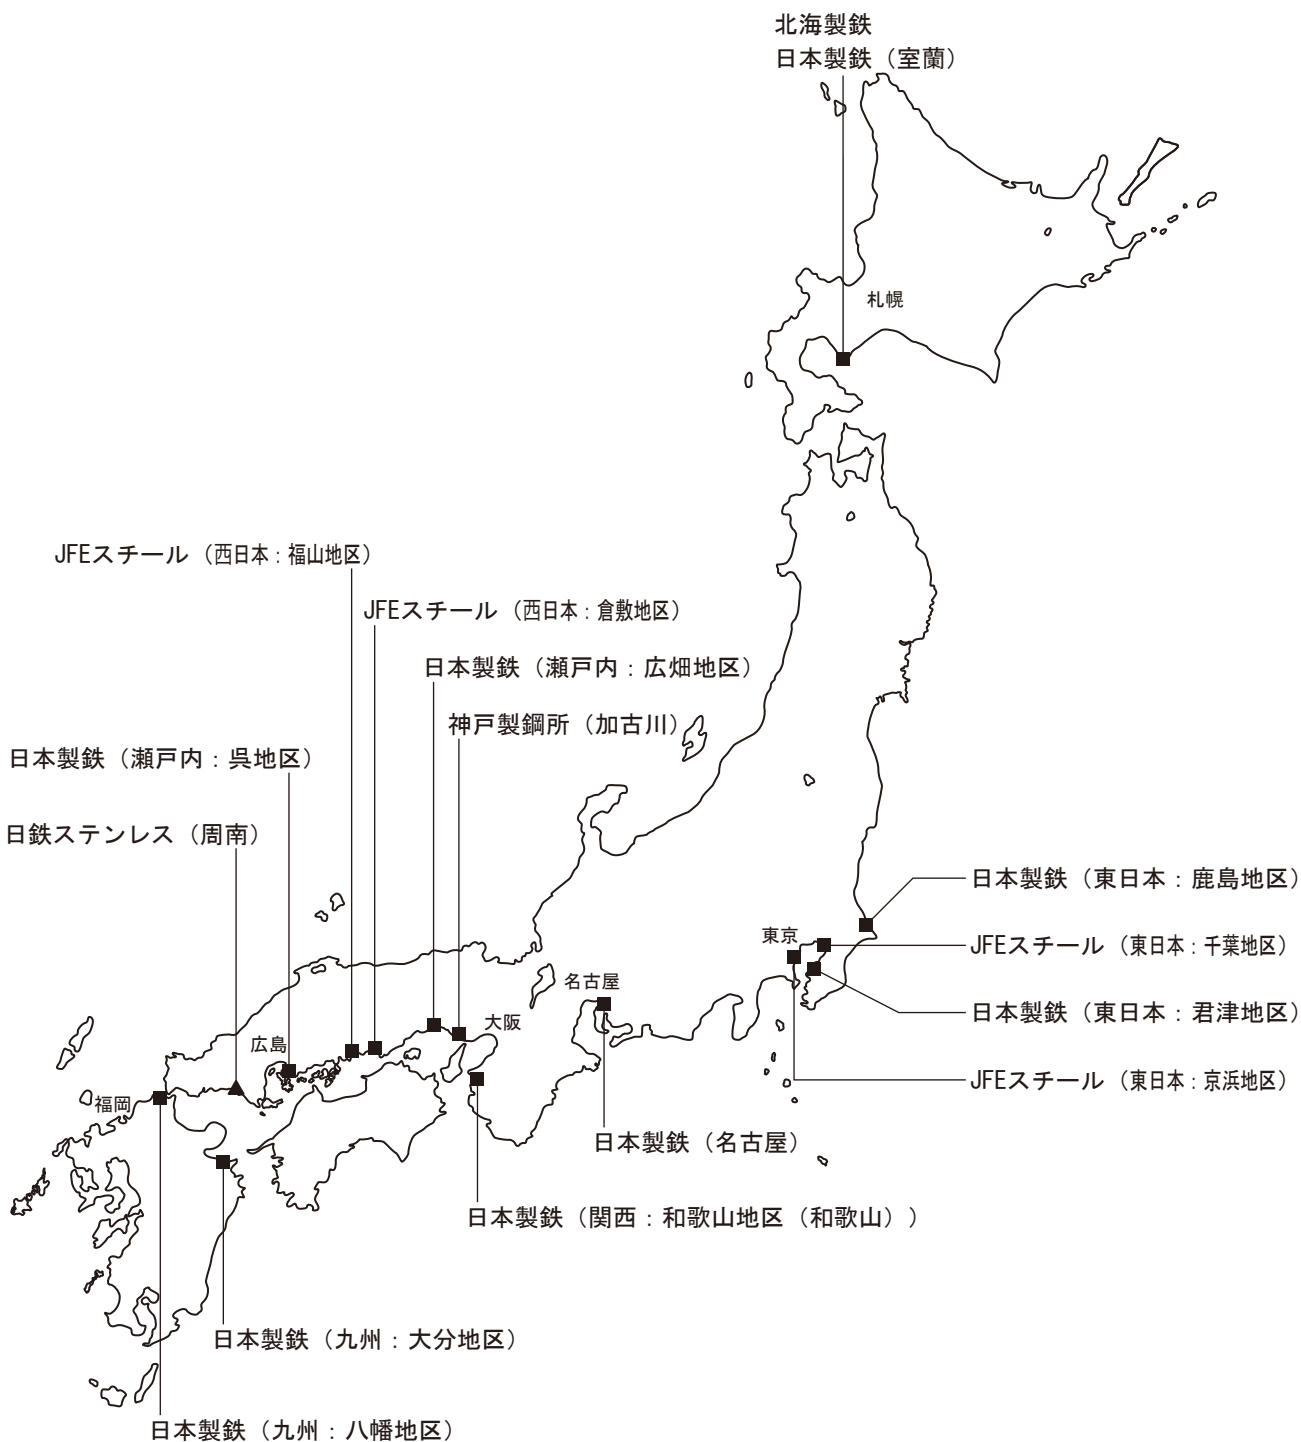 北海製鉄
日本製鉄（室蘭）
札幌
JFEスチール（西日本：福山地区）
JFEスチール（西日本：倉敷地区）
日本製鉄（瀬戸内：広畑地区）
神戸製鋼所（加古川）
日本製鉄（瀬戸内：呉地区）
日鉄ステンレス（周南）
日本製鉄（東日本：鹿島地区）
東京
JFEスチール（東日本：千葉地区）
名古屋
日本製鉄（東日本：君津地区）
大阪
広島
JFEスチール（東日本：京浜地区）
福岡
日本製鉄（名古屋）
日本製鉄（関西：和歌山地区（和歌山））
日本製鉄（九州：大分地区）
日本製鉄（九州：八幡地区）